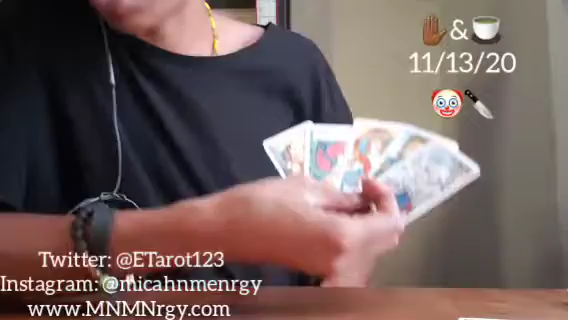 ✋🏾&🍵
11/13/20
🤡🔪
Twitter: @ETarot123
Instagram: @micahnmenrgy
www.MNMNrgy.com